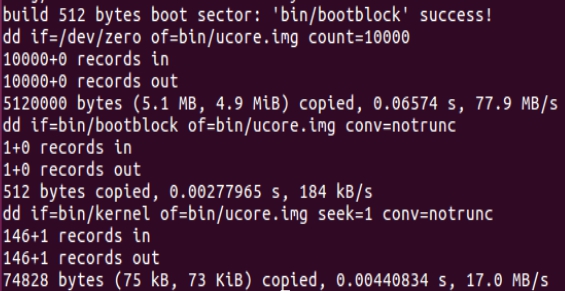 build 512 bytes boot sector: 'bin/bootblock' success!
dd if=/dev/zero of=bin/ucore.img count=10000
10000+0 records in
10000+0 records out
5120000 bytes (5.1 MB, 4.9 MiB) copied, 0.06574 s, 77.9 MB/s
dd if=bin/bootblock of=bin/ucore.img conv=notrunc
1+0 records in
1+0 records out
512 bytes copied, 0.00277965 s, 184 kB/s
dd if=bin/kernel of=bin/ucore.img seek=1 conv=notrunc
146+1 records in
146+1 records out
74828 bytes (75 kB, 73 KiB) copied, 0.00440834 s, 17.0 MB/s